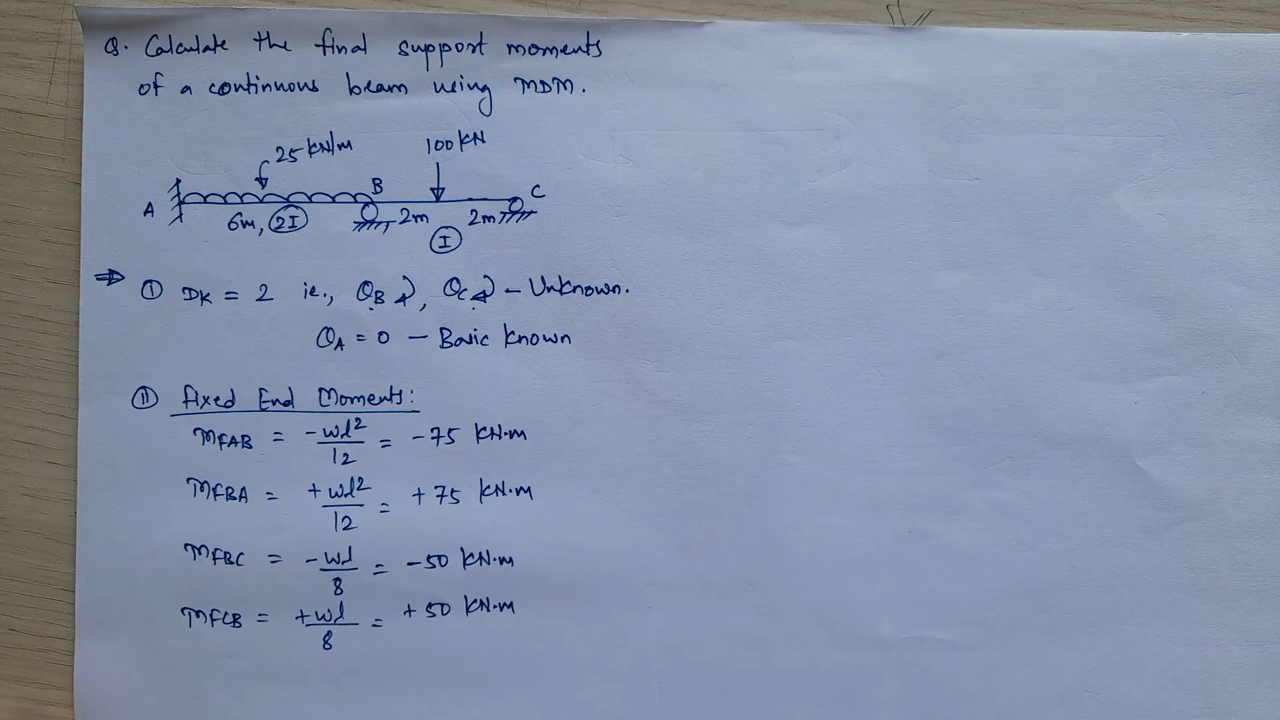 Q. Calculate the final support moments
of a continuous beam using MDM.
25 kN/m
100 kN
A
B
C
6m, 2I
2m
2m
I
⇒ I DK = 2 ie., θB ↷, θC ↷ – Unknown.
θA = 0 – Basic known
II Fixed End Moments:
MFAB = -wl²/12 = -75 kN.m
MFBA = +wl²/12 = +75 kN.m
MFBC = -wl/8 = -50 kN.m
MFCB = +wl/8 = +50 kN.m